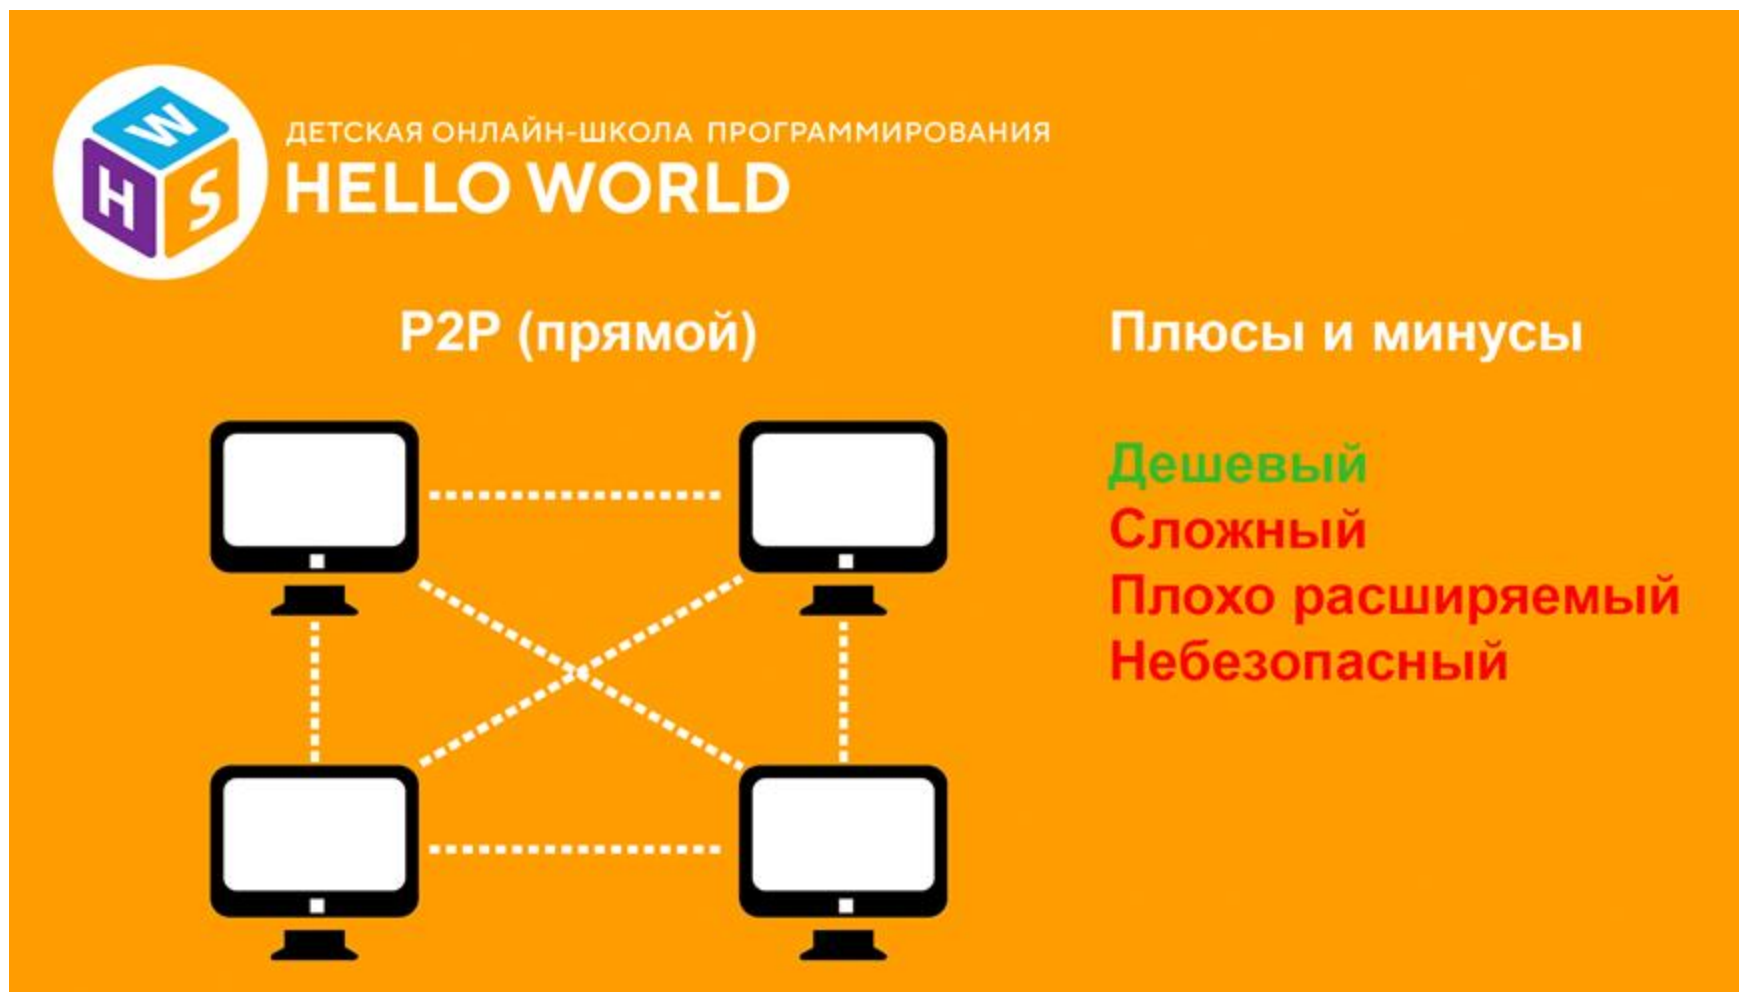 W
H S
ДЕТСКАЯ ОНЛАЙН-ШКОЛА ПРОГРАММИРОВАНИЯ
HELLO WORLD
P2P (прямой)
Плюсы и минусы
Дешевый
Сложный
Плохо расширяемый
Небезопасный